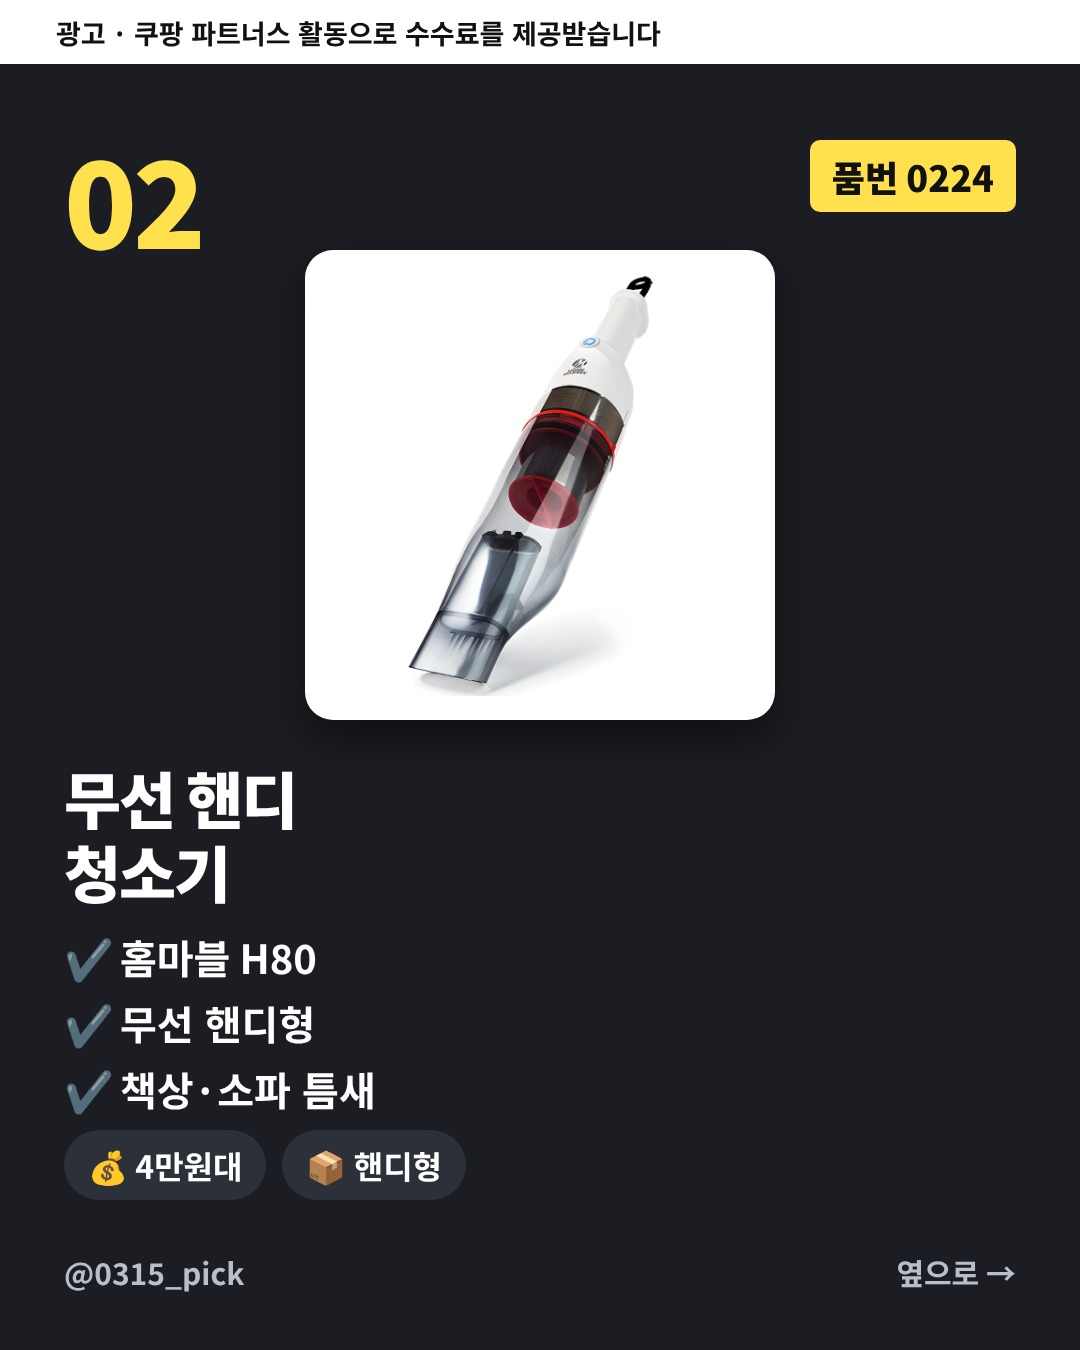 광고 · 쿠팡 파트너스 활동으로 수수료를 제공받습니다
02
품번 0224
무선 핸디
청소기
✔ 홈마블 H80
✔ 무선 핸디형
✔ 책상·소파 틈새
💰 4만원대
📦 핸디형
@0315_pick
옆으로 →